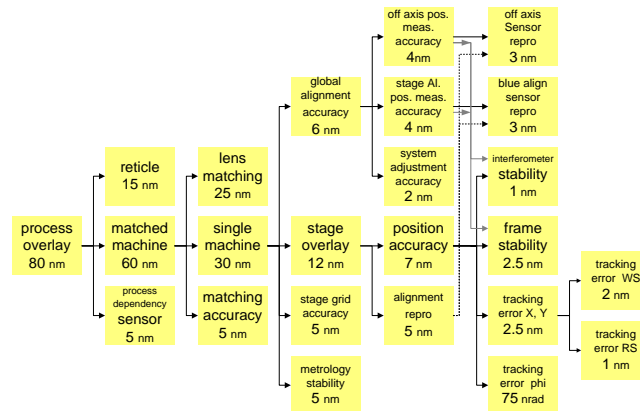 off axis pos.
meas.
accuracy
4nm
off axis
Sensor
repro
3 nm
global
alignment
accuracy
6 nm
stage Al.
pos. meas.
accuracy
4 nm
blue align
sensor
repro
3 nm
reticle
15 nm
lens
matching
25 nm
system
adjustment
accuracy
2 nm
interferometer
stability
1 nm
process
overlay
80 nm
matched
machine
60 nm
single
machine
30 nm
stage
overlay
12 nm
position
accuracy
7 nm
frame
stability
2.5 nm
process dependency
sensor
5 nm
matching
accuracy
5 nm
stage grid
accuracy
5 nm
alignment
repro
5 nm
tracking
error X, Y
2.5 nm
tracking
error WS
2 nm
tracking
error RS
1 nm
metrology
stability
5 nm
tracking
error phi
75 nrad